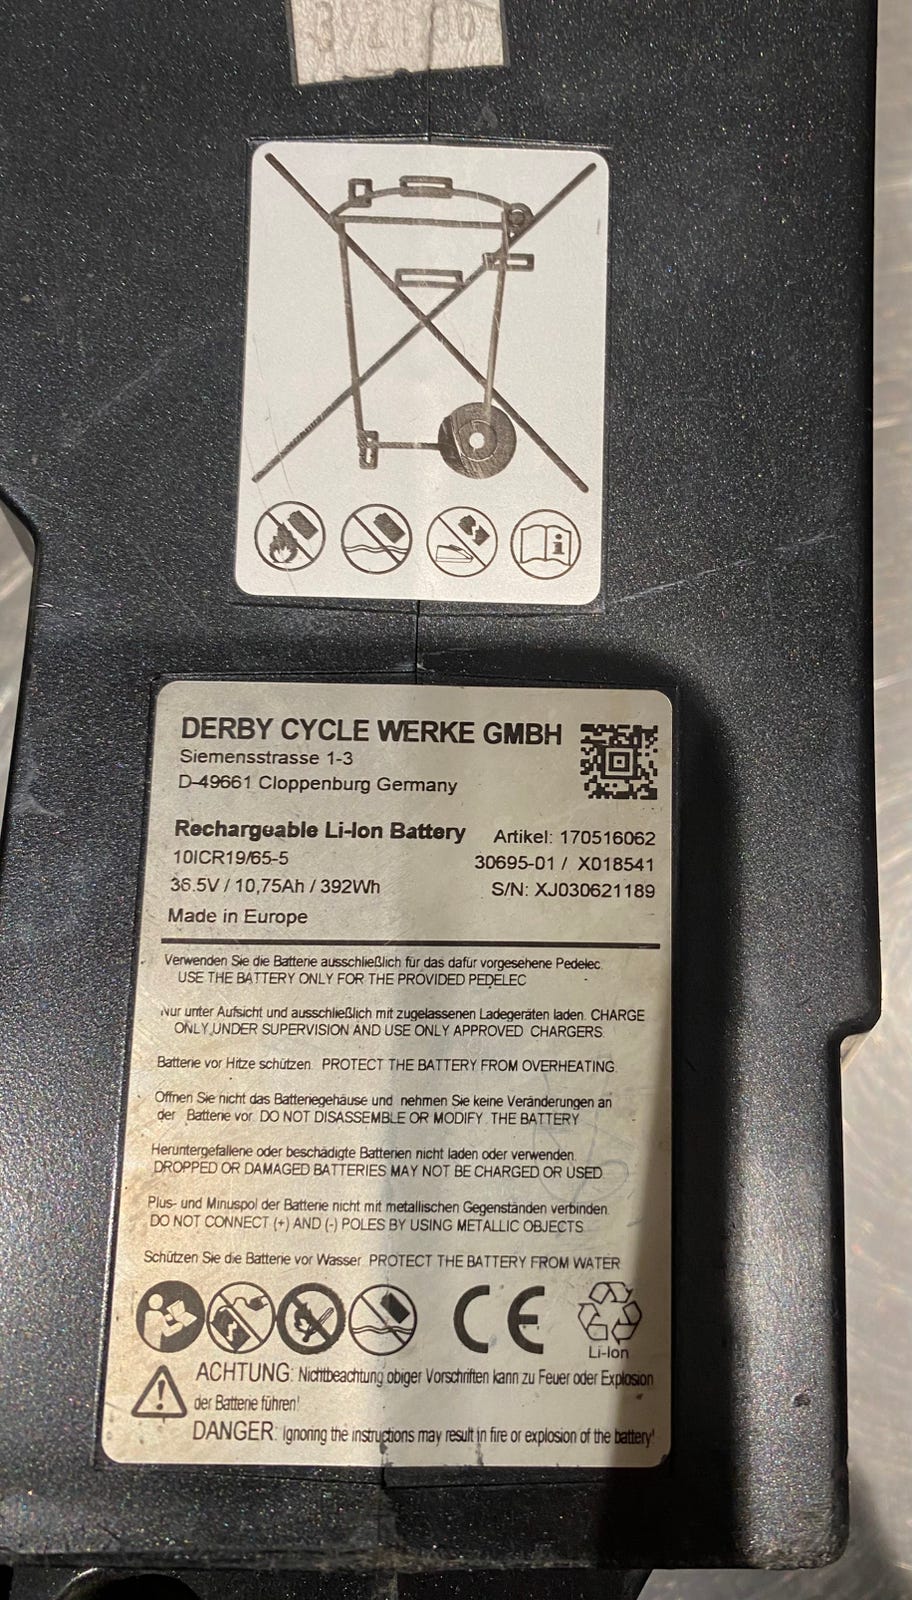 DERBY CYCLE WERKE GMBH
Siemensstrasse 1-3
D-49661 Cloppenburg Germany
Rechargeable Li-Ion Battery
Artikel: 170516062
10ICR19/65-5
30695-01 / X018541
36.5V / 10,75Ah / 392Wh
S/N: XJ030621189
Made in Europe
Verwenden Sie die Batterie ausschließlich für das dafür vorgesehene Pedelec.
USE THE BATTERY ONLY FOR THE PROVIDED PEDELEC
Nur unter Aufsicht und ausschließlich mit zugelassenen Ladegeräten laden. CHARGE
ONLY UNDER SUPERVISION AND USE ONLY APPROVED CHARGERS.
Batterie vor Hitze schützen. PROTECT THE BATTERY FROM OVERHEATING.
Öffnen Sie nicht das Batteriegehäuse und nehmen Sie keine Veränderungen an
der Batterie vor. DO NOT DISASSEMBLE OR MODIFY THE BATTERY
Heruntergefallene oder beschädigte Batterien nicht laden oder verwenden.
DROPPED OR DAMAGED BATTERIES MAY NOT BE CHARGED OR USED
Plus- und Minuspol der Batterie nicht mit metallischen Gegenständen verbinden.
DO NOT CONNECT (+) AND (-) POLES BY USING METALLIC OBJECTS
Schützen Sie die Batterie vor Wasser. PROTECT THE BATTERY FROM WATER
CE
Li-Ion
ACHTUNG: Nichtbeachtung obiger Vorschriften kann zu Feuer oder Explosion
der Batterie führen!
DANGER: Ignoring the instructions may result in fire or explosion of the battery!